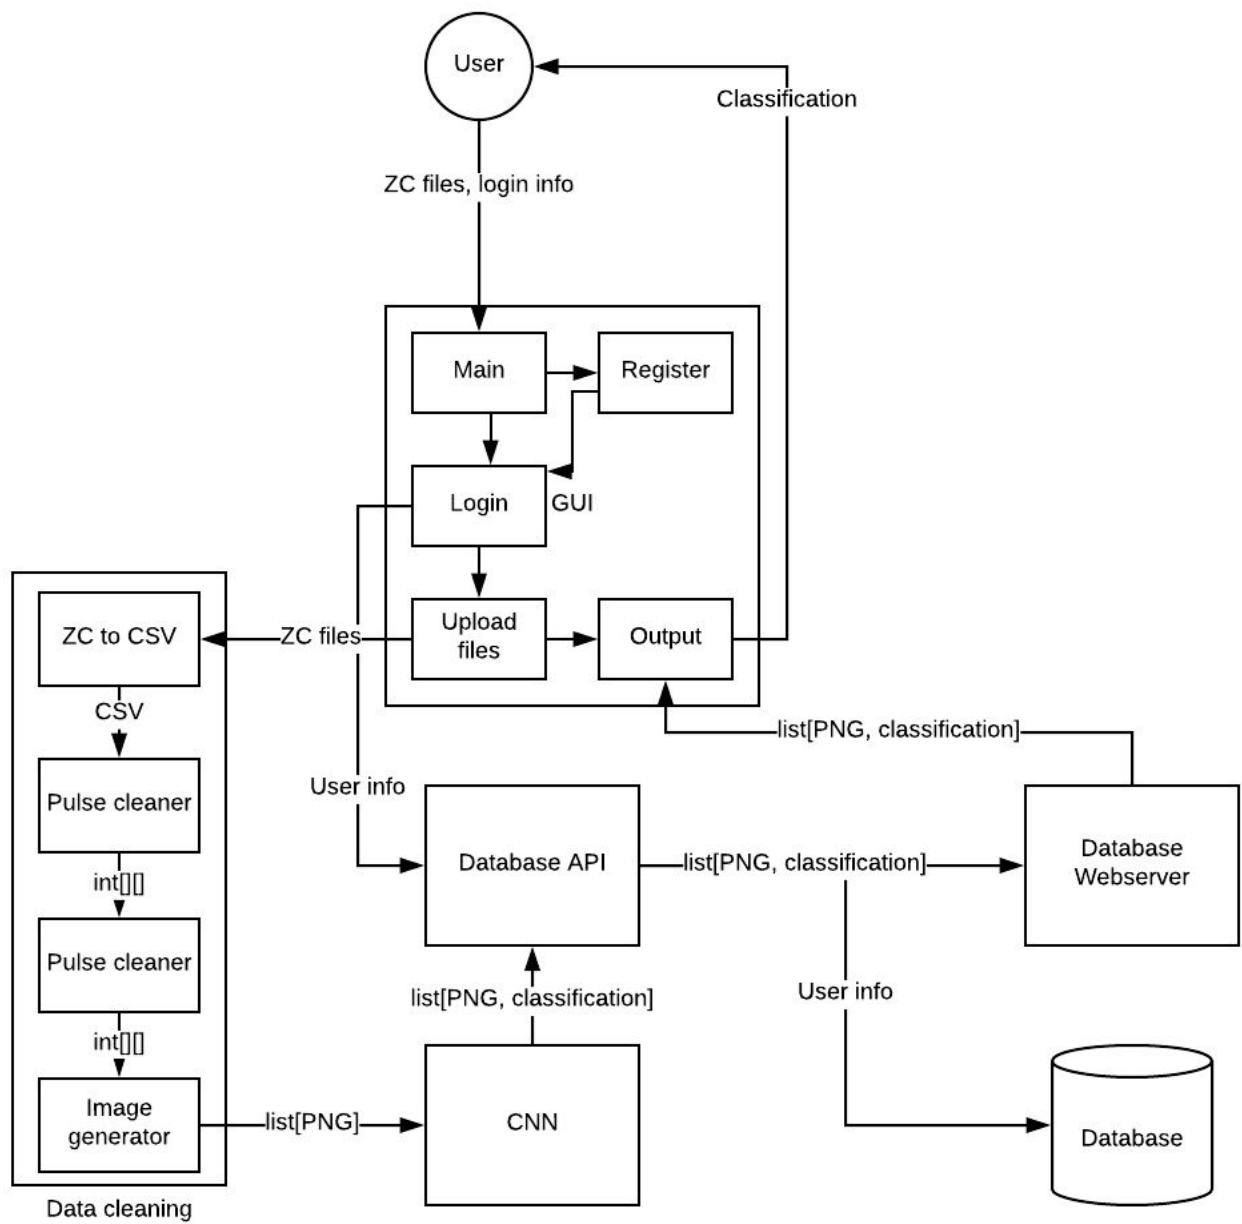 User
Classification
ZC files, login info
Main
Register
Login
GUI
Upload
files
Output
ZC files
ZC to CSV
CSV
list[PNG, classification]
User info
Pulse cleaner
Database API
list[PNG, classification]
Database
Webserver
int[][]
Pulse cleaner
list[PNG, classification]
User info
int[][]
Image
generator
list[PNG]
CNN
Database
Data cleaning